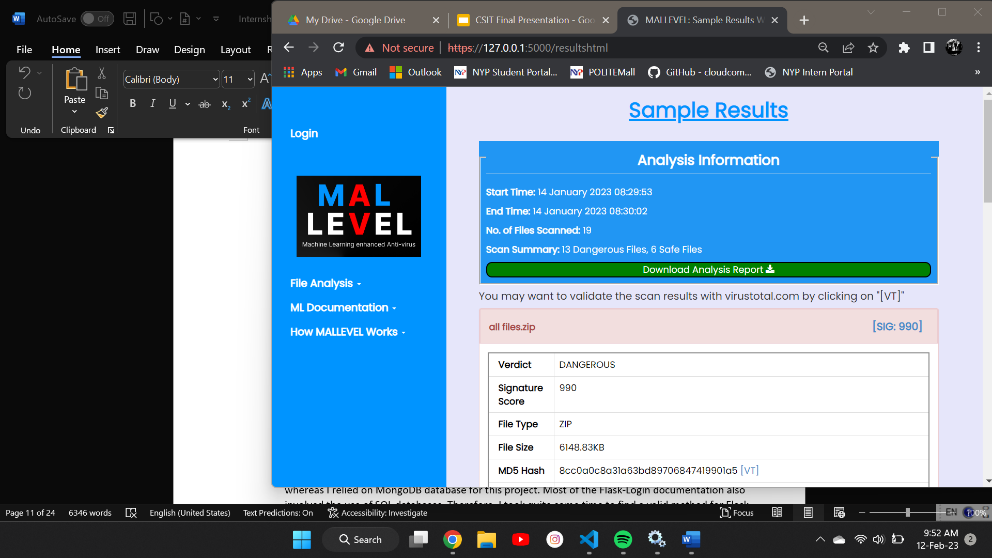 AutoSave Off
Internsh
File Home Insert Draw Design Layout
Paste
Undo
Clipboard
Calibri (Body) 11
B I U ab x₂ x² A
Font
My Drive - Google Drive
CSIT Final Presentation - Goo
MALLEVEL: Sample Results W
Not secure https://127.0.0.1:5000/resultshtml
Apps Gmail Outlook NYP Student Portal... POLITEMall GitHub - cloudcom... NYP Intern Portal »
Login
MAL
LEVEL
Machine Learning enhanced Anti-virus
File Analysis
ML Documentation
How MALLEVEL Works
Sample Results
Analysis Information
Start Time: 14 January 2023 08:29:53
End Time: 14 January 2023 08:30:02
No. of Files Scanned: 19
Scan Summary: 13 Dangerous Files, 6 Safe Files
Download Analysis Report
You may want to validate the scan results with virustotal.com by clicking on "[VT]"
all files.zip [SIG: 990]
Verdict DANGEROUS
Signature Score 990
File Type ZIP
File Size 6148.83KB
MD5 Hash 8cc0a0c8a31a63bd89706847419901a5 [VT]
whereas I relied on MongoDB database for this project. Most of the Flask-Login documentation also
Page 11 of 24 6346 words English (United States) Text Predictions: On Accessibility: Investigate Focus 100%
EN
Search
9:52 AM
12-Feb-23
2